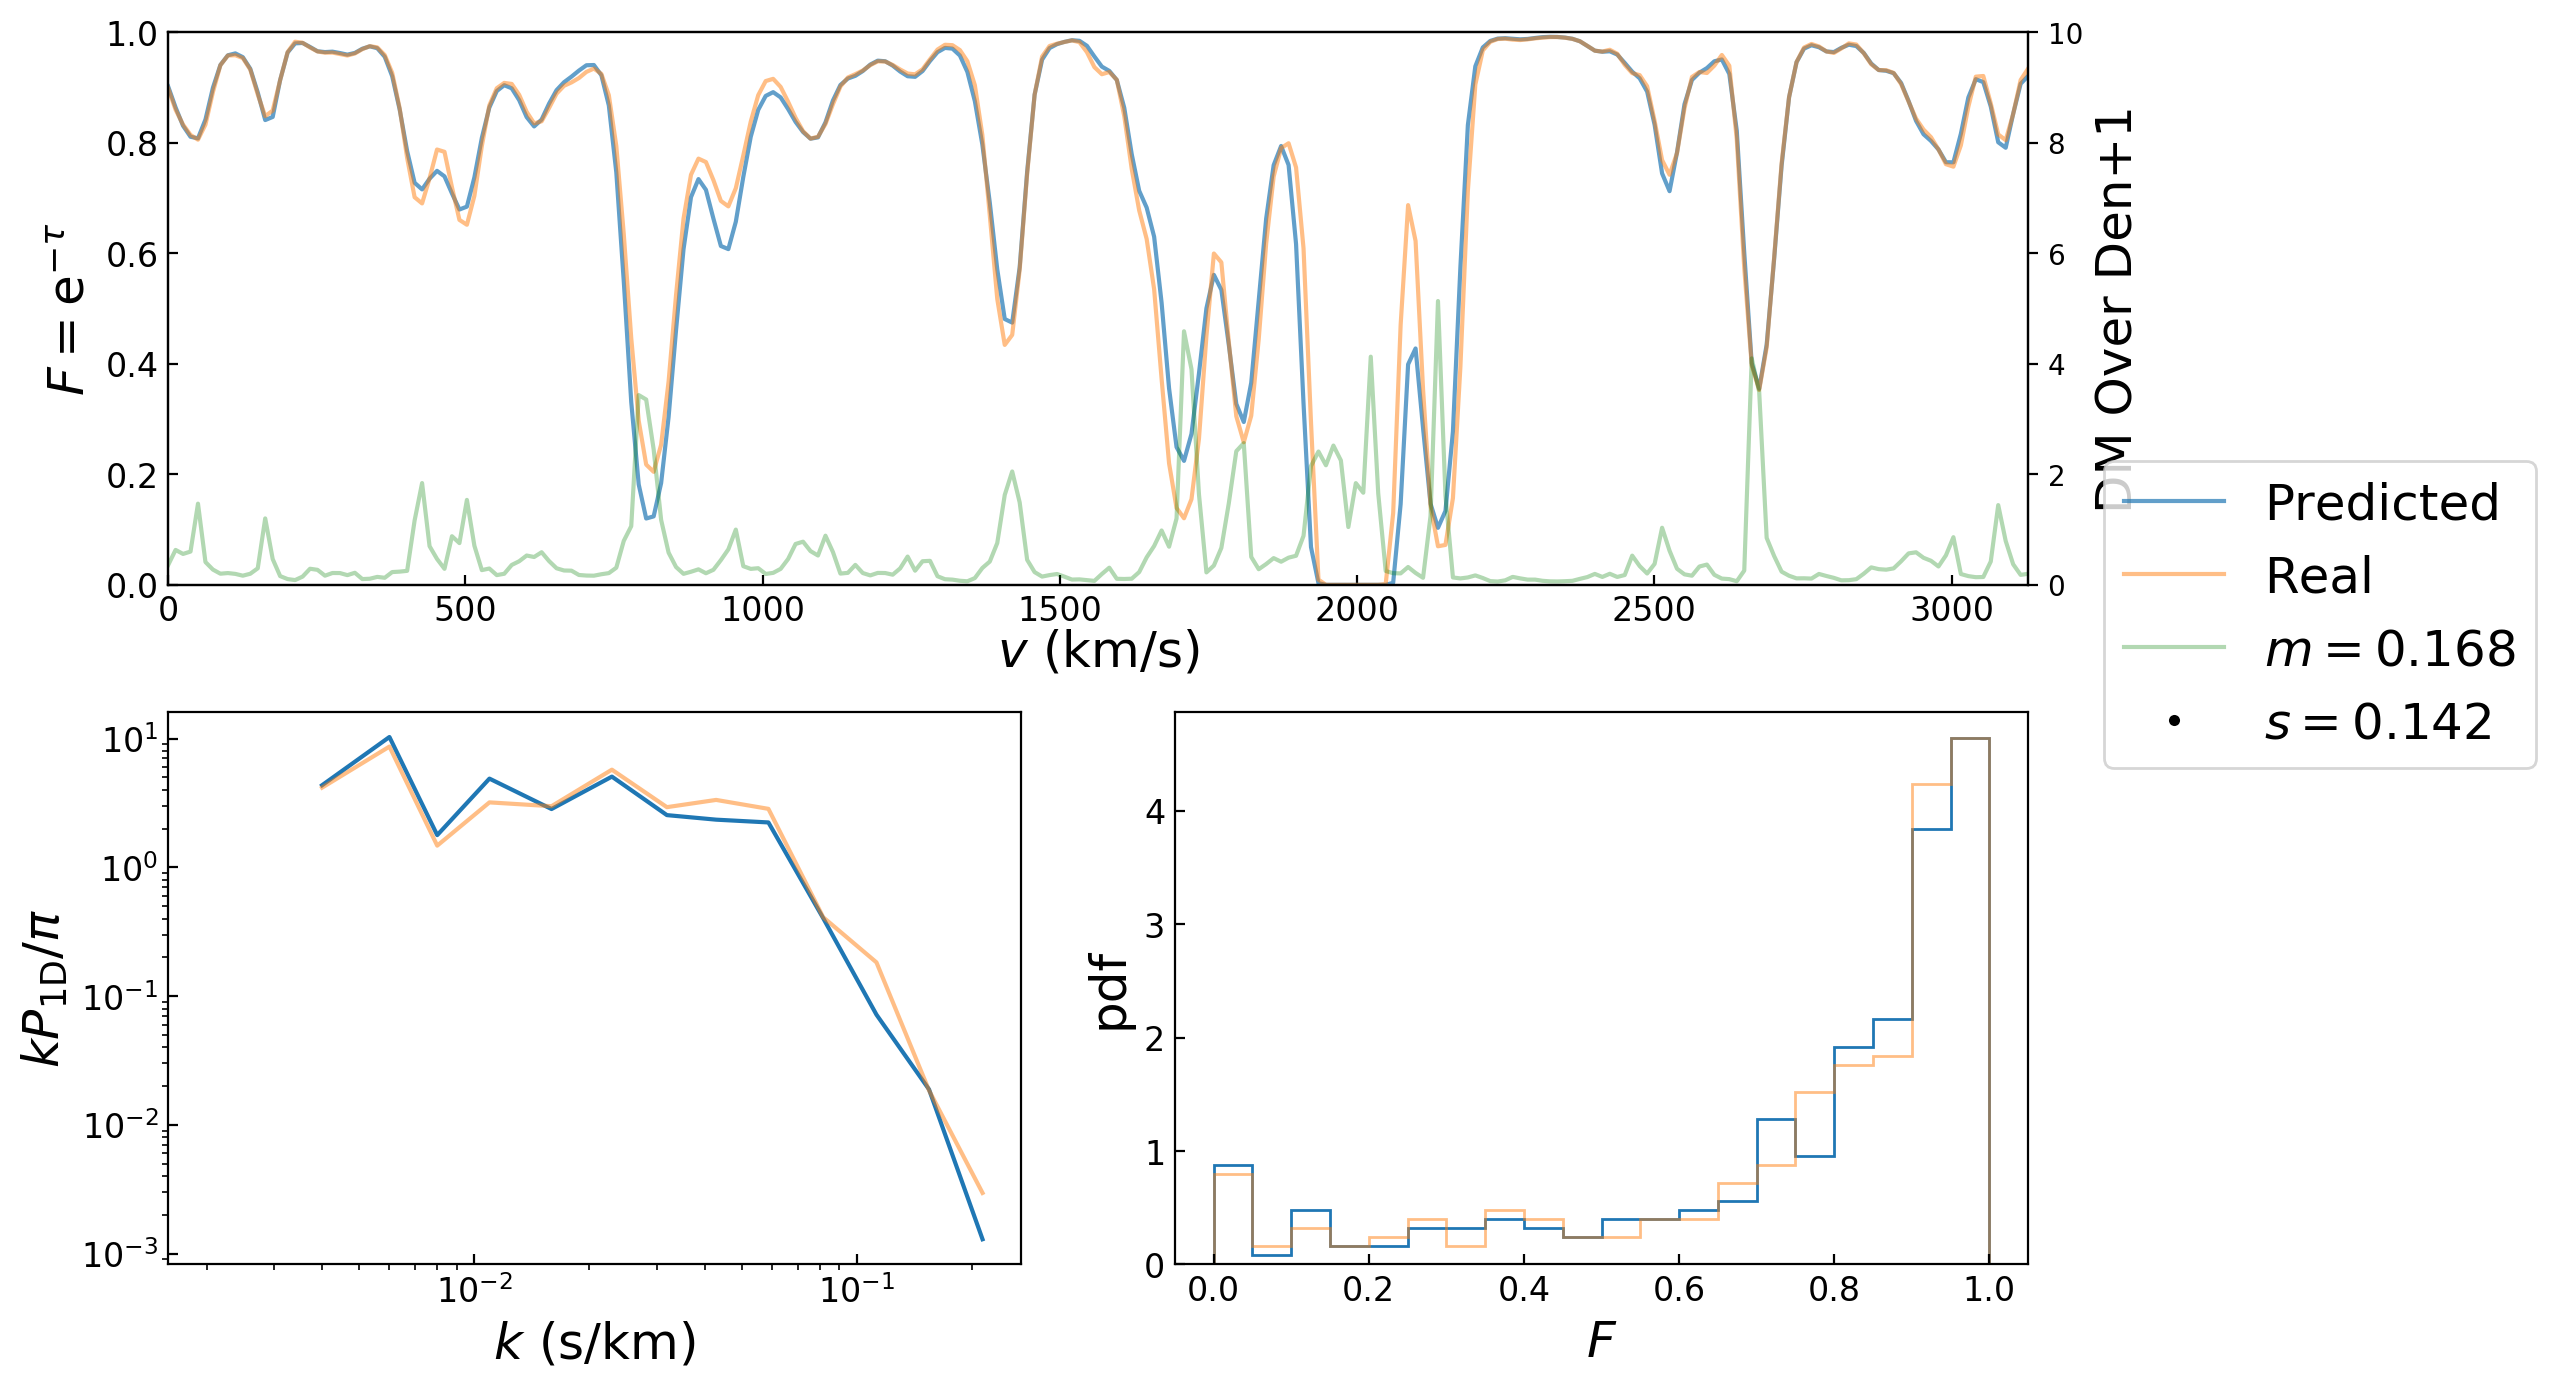 1.0
0.8
0.6
0.4
0.2
0.0
F = e^{−τ}
10
8
6
4
2
0
DM Over Den+1
0 500 1000 1500 2000 2500 3000
v (km/s)
Predicted
Real
m = 0.168
s = 0.142
10^1
10^0
10^{−1}
10^{−2}
10^{−3}
kP_{1D}/π
10^{−2} 10^{−1}
k (s/km)
4
3
2
1
0
pdf
0.0 0.2 0.4 0.6 0.8 1.0
F